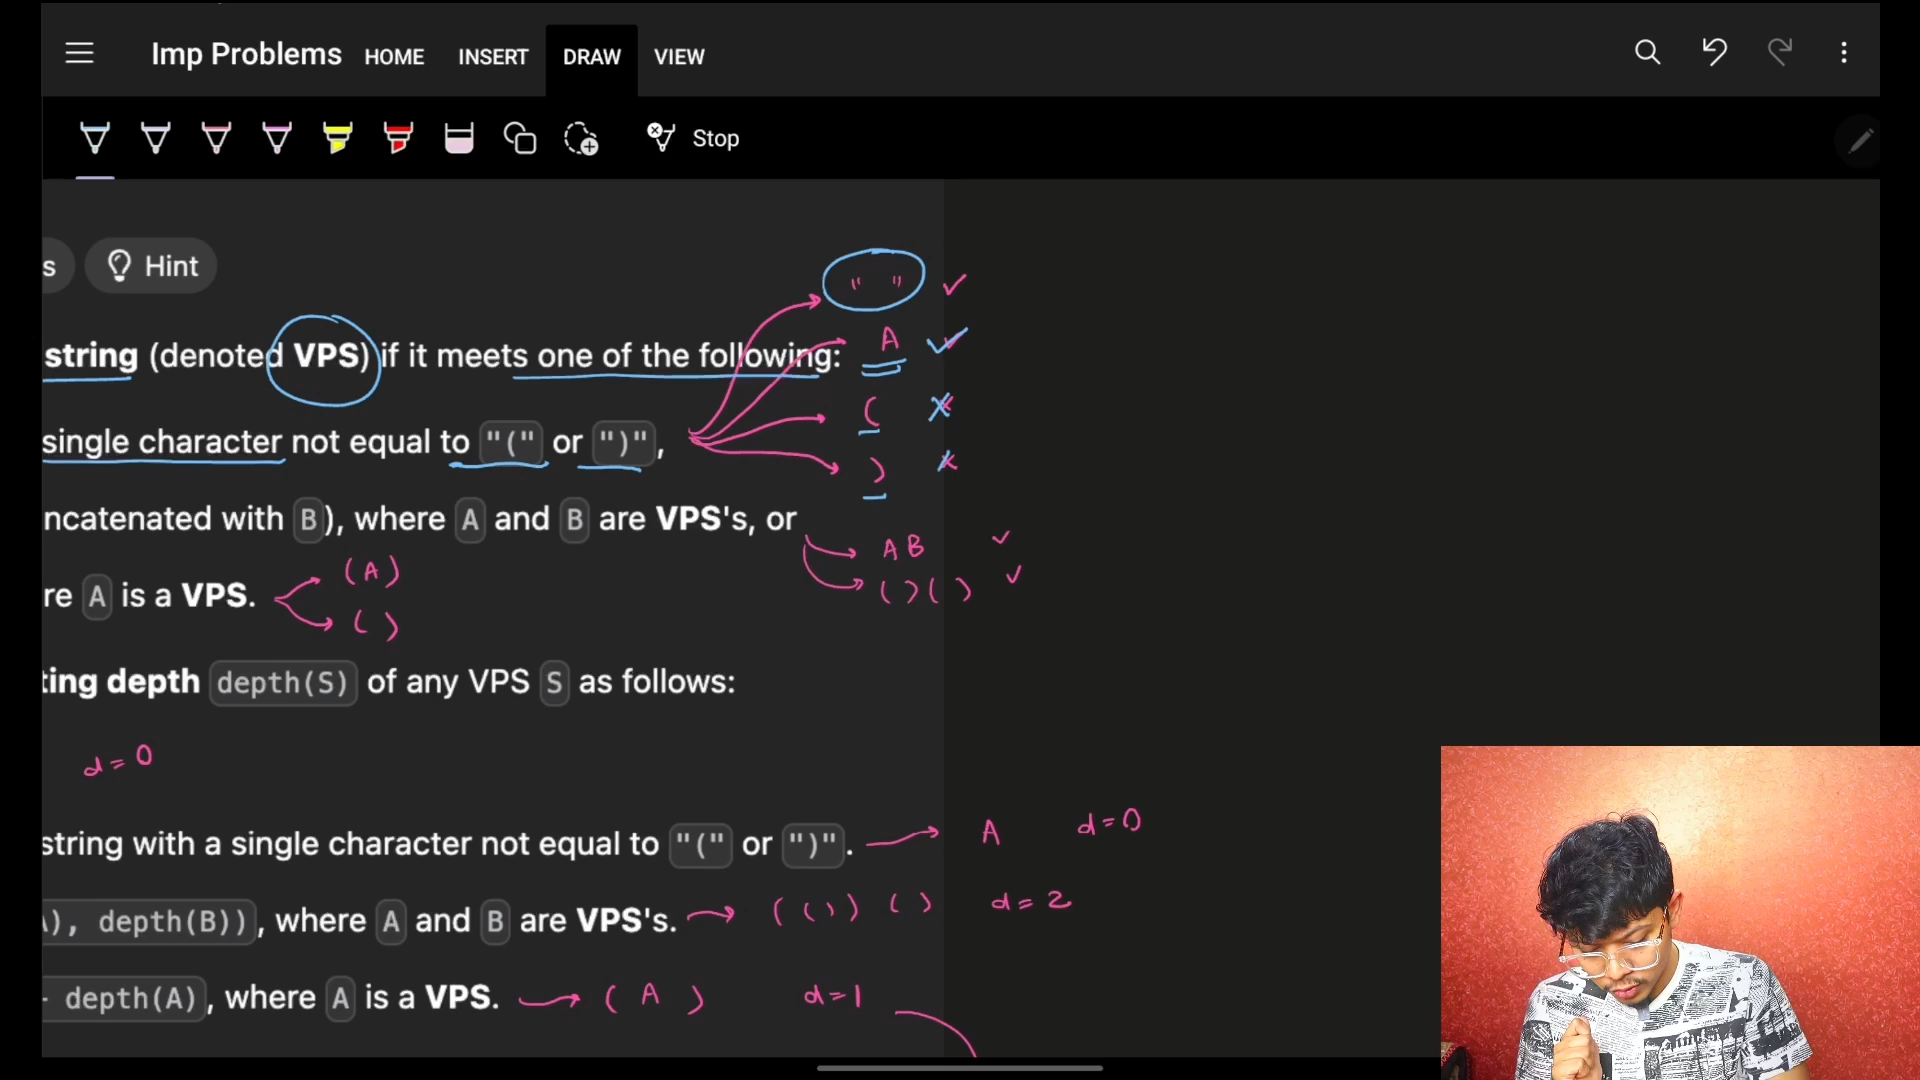 Imp Problems HOME INSERT DRAW VIEW
Stop
s Hint
" " ✓
string (denoted VPS) if it meets one of the following: A ✓
( ✗
single character not equal to "(" or ")",
) ✗
ncatenated with B), where A and B are VPS's, or
A B ✓
( ) ( ) ✓
(A)
re A is a VPS.
( )
ting depth depth(S) of any VPS S as follows:
d = 0
string with a single character not equal to "(" or ")". A d = 0
), depth(B)), where A and B are VPS's. ( ( ) ) ( ) d = 2
depth(A), where A is a VPS. ( A ) d = 1